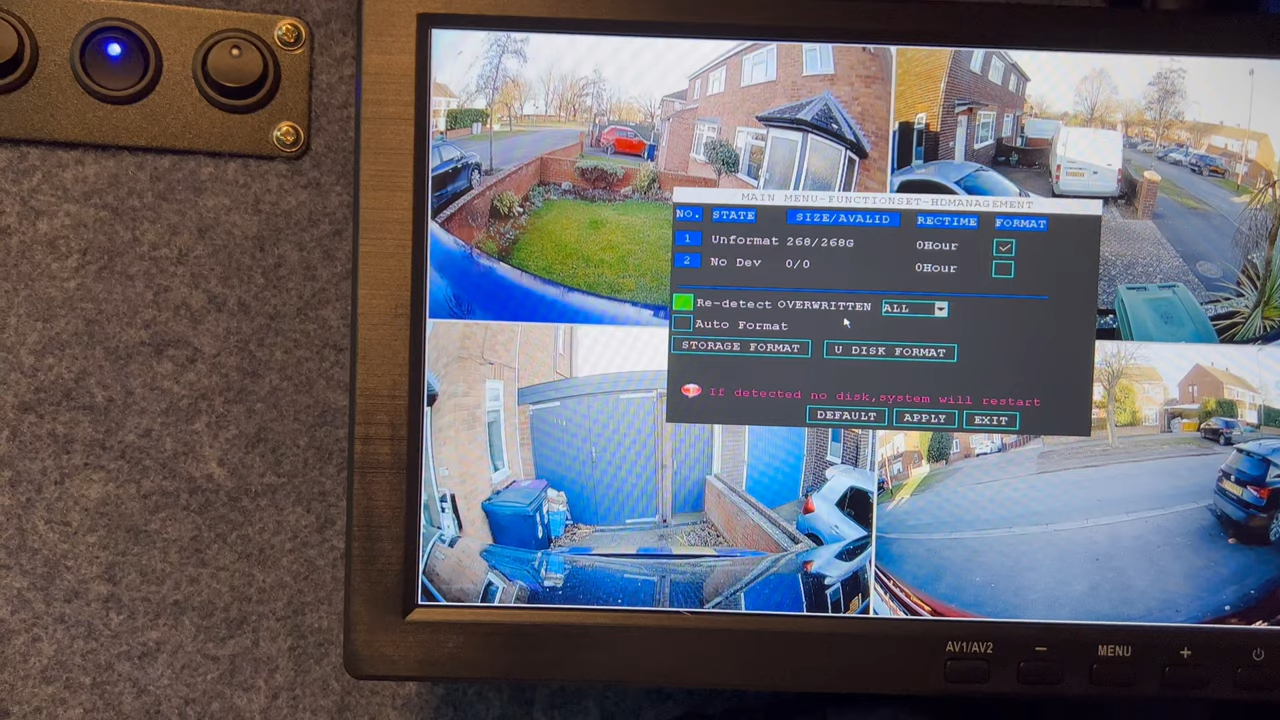 MAIN MENU-FUNCTIONSET-HDMANAGEMENT
NO. STATE SIZE/AVALID RECTIME FORMAT
1 Unformat 268/268G 0Hour
2 No Dev 0/0 0Hour
Re-detect OVERWRITTEN ALL
Auto Format
STORAGE FORMAT U DISK FORMAT
If detected no disk,system will restart
DEFAULT APPLY EXIT
AV1/AV2 − MENU +